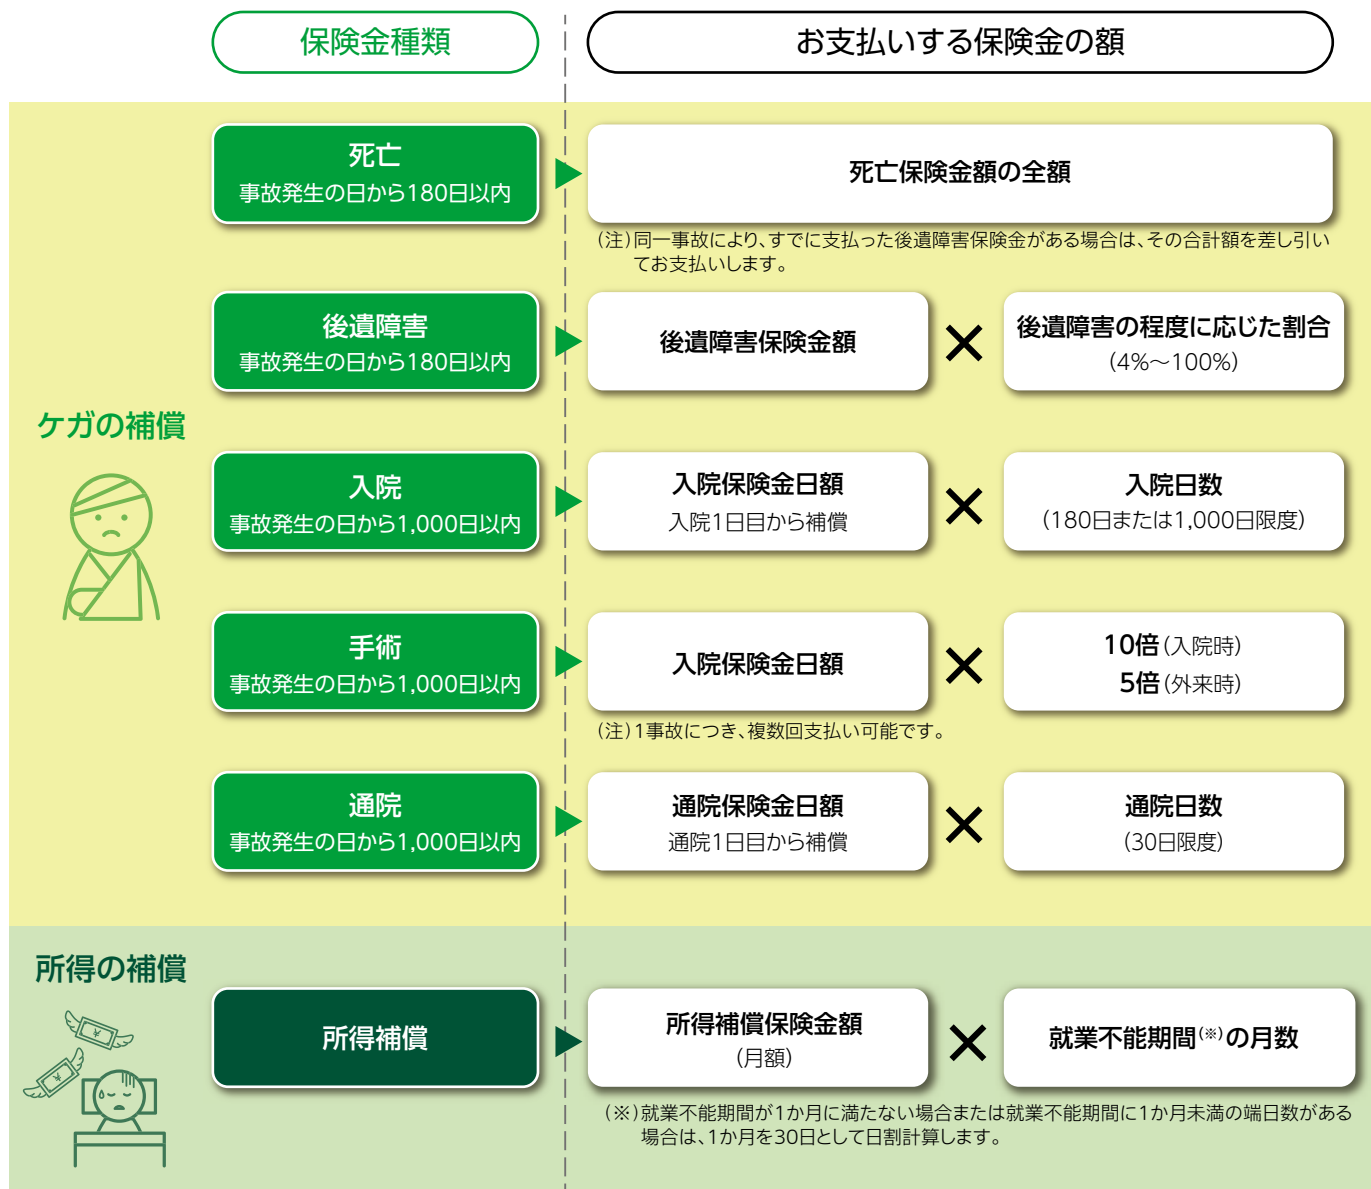 保険金種類
お支払いする保険金の額
ケガの補償
死亡
事故発生の日から180日以内
死亡保険金額の全額
(注)同一事故により、すでに支払った後遺障害保険金がある場合は、その合計額を差し引い
てお支払いします。
後遺障害
事故発生の日から180日以内
後遺障害保険金額
×
後遺障害の程度に応じた割合
(4%〜100%)
入院
事故発生の日から1,000日以内
入院保険金日額
入院1日目から補償
×
入院日数
(180日または1,000日限度)
手術
事故発生の日から1,000日以内
入院保険金日額
×
10倍(入院時)
5倍(外来時)
(注)1事故につき、複数回支払い可能です。
通院
事故発生の日から1,000日以内
通院保険金日額
通院1日目から補償
×
通院日数
(30日限度)
所得の補償
¥
¥
所得補償
所得補償保険金額
(月額)
×
就業不能期間(※)の月数
(※)就業不能期間が1か月に満たない場合または就業不能期間に1か月未満の端日数がある
場合は、1か月を30日として日割計算します。